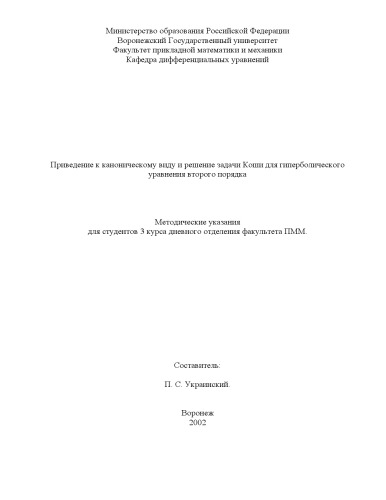 Министерство образования Российской Федерации
Воронежский Государственный университет
Факультет прикладной математики и механики
Кафедра дифференциальных уравнений
Приведение к каноническому виду и решение задачи Коши для гиперболического
уравнения второго порядка
Методические указания
для студентов 3 курса дневного отделения факультета ПММ.
Составитель:
П. С. Украинский.
Воронеж
2002